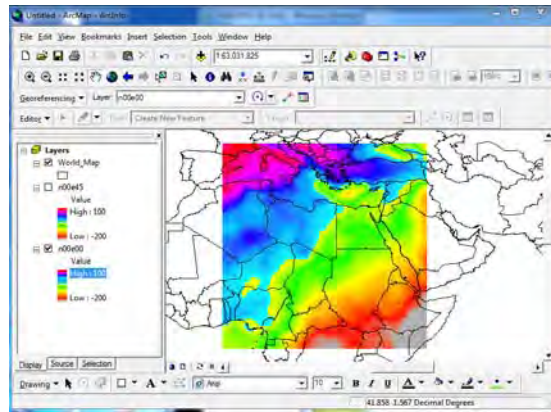 Untitled - ArcMap - ArcInfo
File Edit View Bookmarks Insert Selection Tools Window Help
1:63,031,825
Georeferencing Layer: n00e00
Editor Create New Feature
Layers
World_Map
n00e45
Value
High : 100
Low : -200
n00e00
Value
High : 100
Low : -200
Display Source Selection
Drawing A Arial 10 B I U A
41.858 1.567 Decimal Degrees